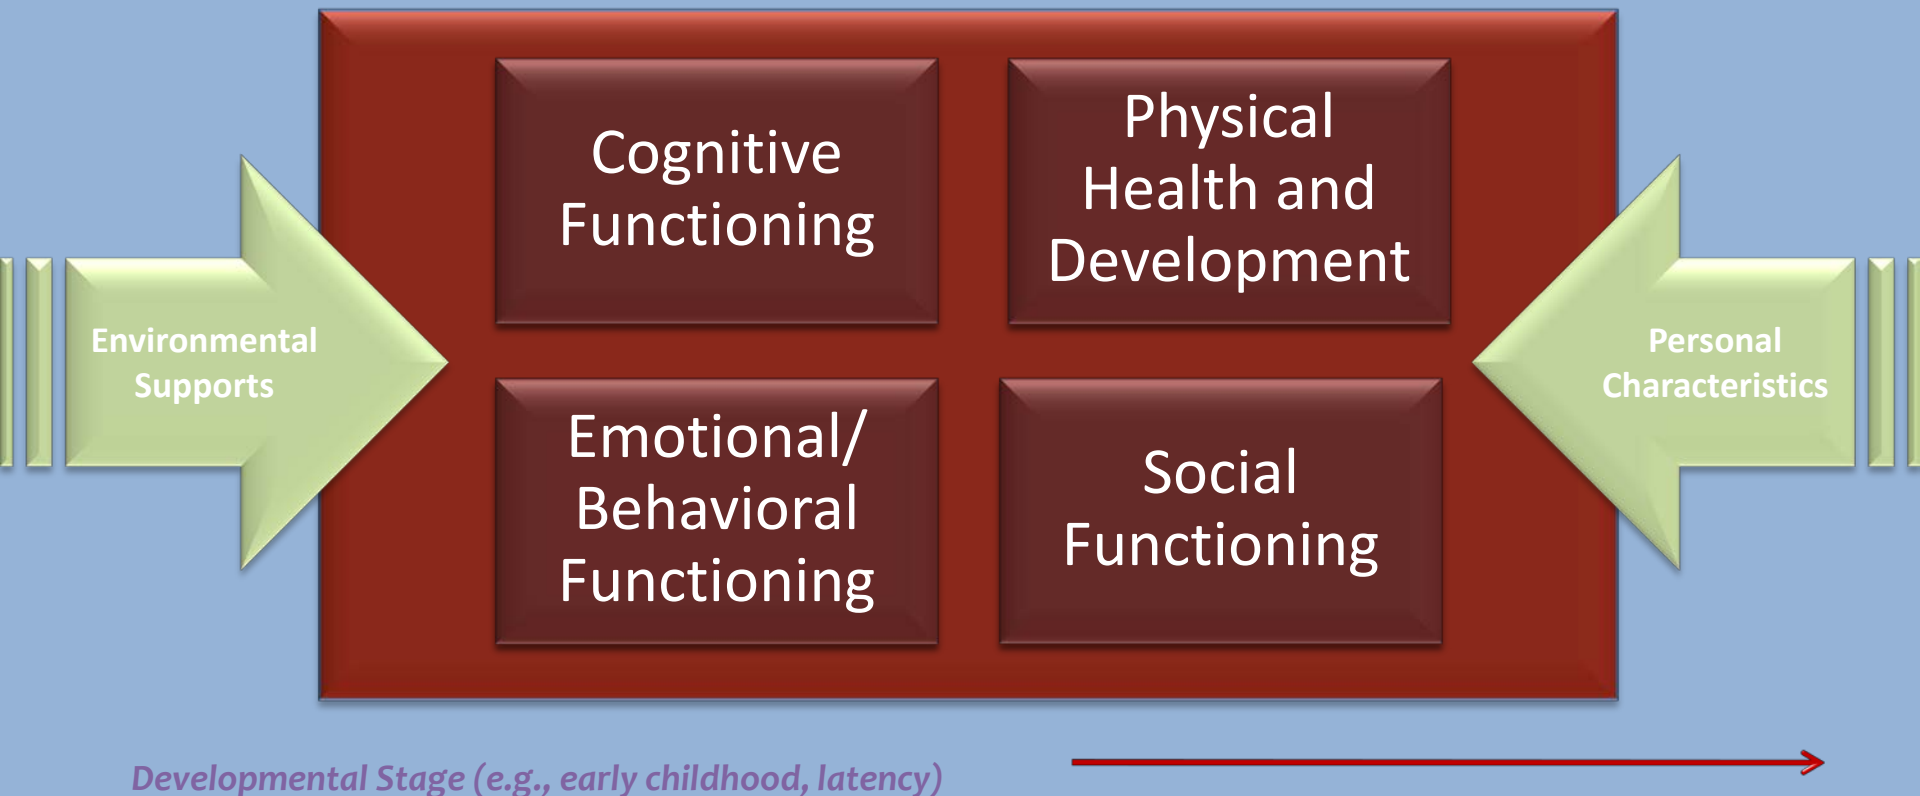 Cognitive
Functioning
Physical
Health and
Development
Environmental
Supports
Personal
Characteristics
Emotional/
Behavioral
Functioning
Social
Functioning
Developmental Stage (e.g., early childhood, latency)